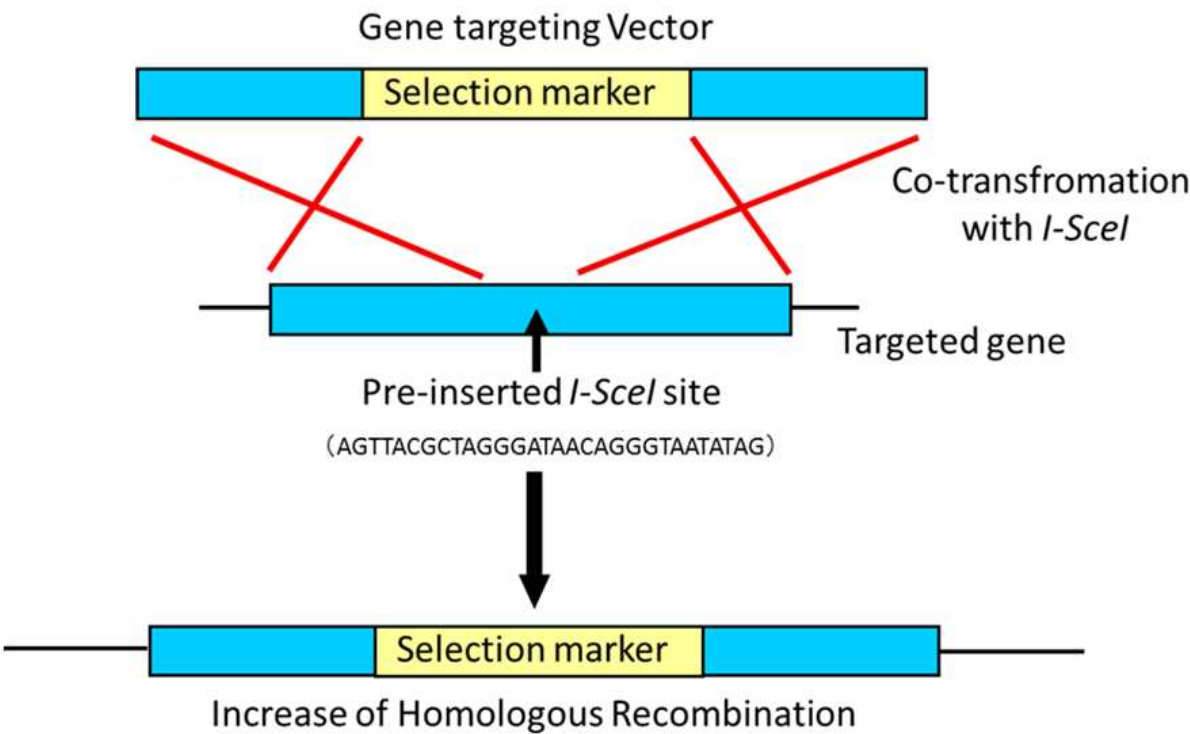 Gene targeting Vector
Selection marker
Co-transfromation
with I-SceI
Targeted gene
Pre-inserted I-SceI site
(AGTTACGCTAGGGATAACAGGGTAATATAG)
Selection marker
Increase of Homologous Recombination